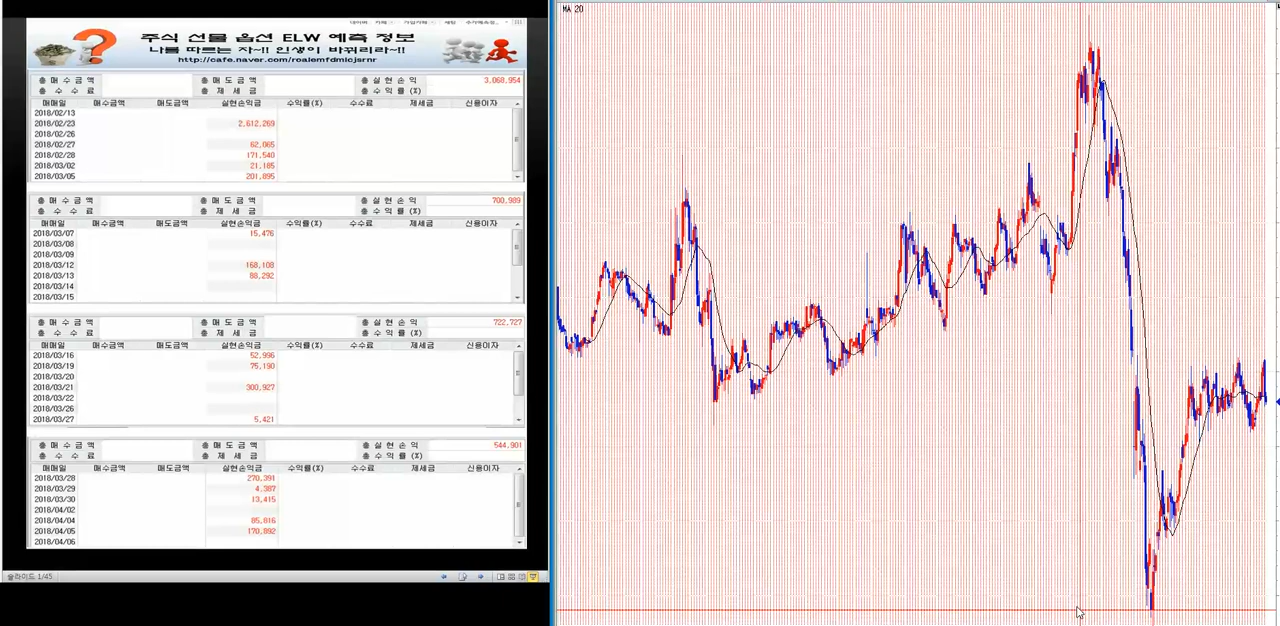 MA 20
주식 선물 옵션 ELW 예측 정보
나를 따르는 자~!! 인생이 바뀌리라~!!
http://cafe.naver.com/roalemfdmlcjsrnr
총 매 수 금 액 총 매 도 금 액 총 실 현 손 익 3,068,954
총 수 수 료 총 제 세 금 총 수 익 률 (%)
매매일 매수금액 매도금액 실현손익금 수익률(%) 수수료 제세금 신용이자
2018/02/13
2018/02/23 2,612,269
2018/02/26
2018/02/27 62,065
2018/02/28 171,540
2018/03/02 21,185
2018/03/05 201,895
총 매 수 금 액 총 매 도 금 액 총 실 현 손 익 700,989
총 수 수 료 총 제 세 금 총 수 익 률 (%)
매매일 매수금액 매도금액 실현손익금 수익률(%) 수수료 제세금 신용이자
2018/03/07 15,476
2018/03/08
2018/03/09
2018/03/12 168,108
2018/03/13 88,292
2018/03/14
2018/03/15
총 매 수 금 액 총 매 도 금 액 총 실 현 손 익 722,727
총 수 수 료 총 제 세 금 총 수 익 률 (%)
매매일 매수금액 매도금액 실현손익금 수익률(%) 수수료 제세금 신용이자
2018/03/16 52,996
2018/03/19 75,190
2018/03/20
2018/03/21 300,927
2018/03/22
2018/03/26
2018/03/27 5,421
총 매 수 금 액 총 매 도 금 액 총 실 현 손 익 544,901
총 수 수 료 총 제 세 금 총 수 익 률 (%)
매매일 매수금액 매도금액 실현손익금 수익률(%) 수수료 제세금 신용이자
2018/03/28 270,391
2018/03/29 4,387
2018/03/30 13,415
2018/04/02
2018/04/04 85,816
2018/04/05 170,892
2018/04/06
슬라이드 1/45